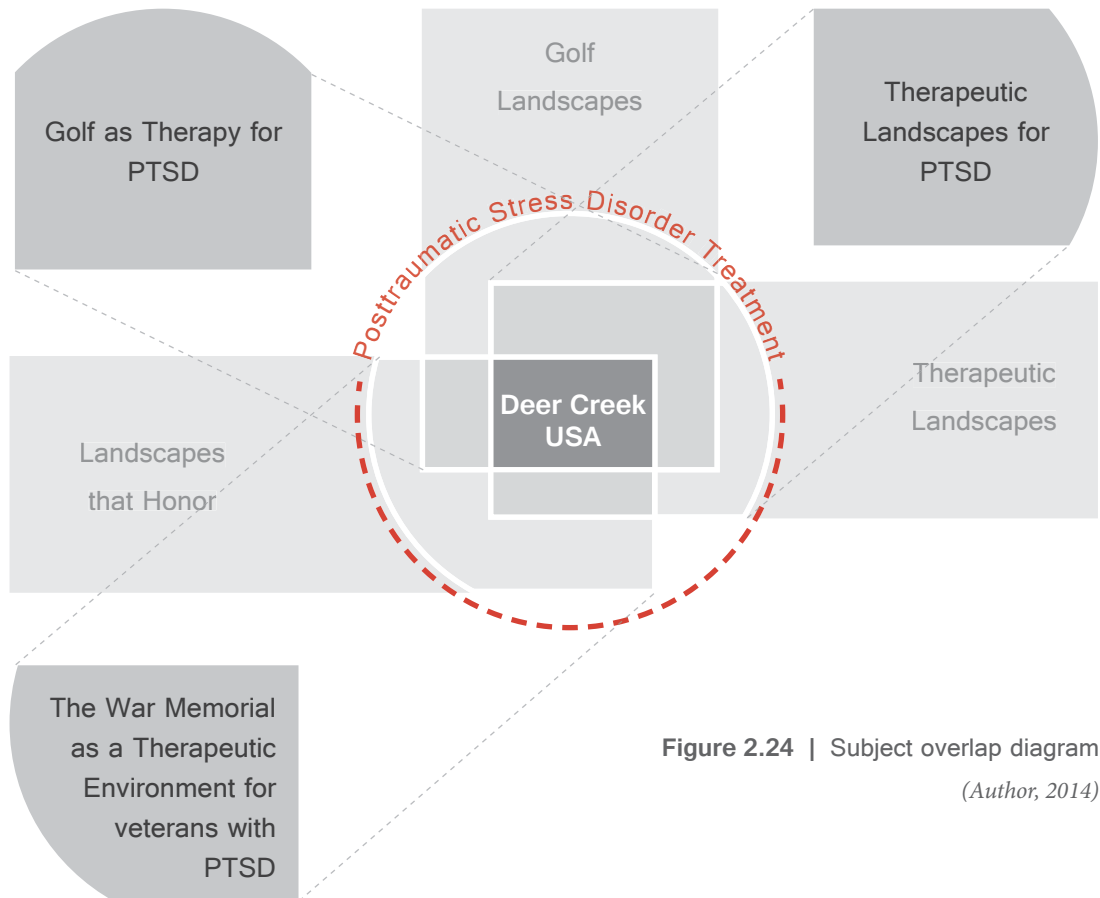 Golf
Landscapes
Golf as Therapy for
PTSD
Therapeutic
Landscapes for
PTSD
Posttraumatic Stress Disorder Treatment
Deer Creek
USA
Therapeutic
Landscapes
Landscapes
that Honor
The War Memorial
as a Therapeutic
Environment for
veterans with
PTSD
Figure 2.24 | Subject overlap diagram
(Author, 2014)